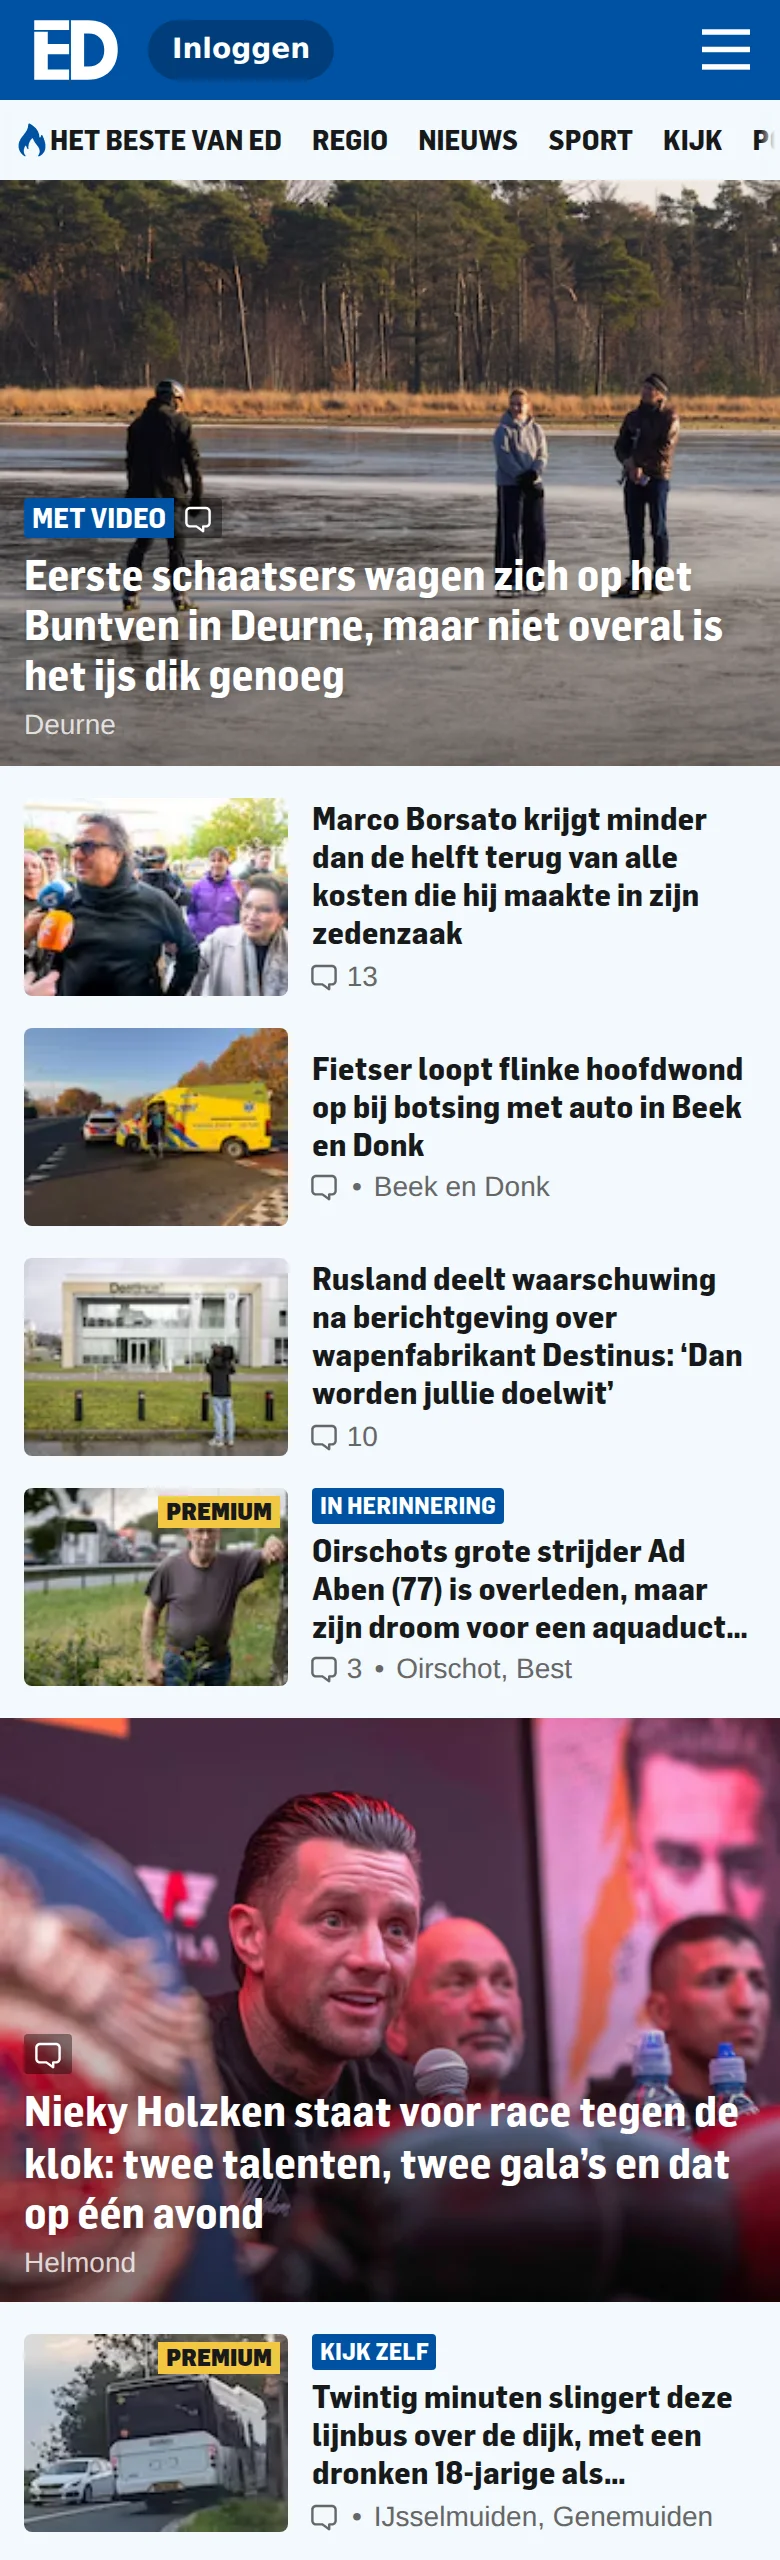 ED Inloggen
HET BESTE VAN ED REGIO NIEUWS SPORT KIJK
MET VIDEO
Eerste schaatsers wagen zich op het
Buntven in Deurne, maar niet overal is
het ijs dik genoeg
Deurne
Marco Borsato krijgt minder
dan de helft terug van alle
kosten die hij maakte in zijn
zedenzaak
13
Fietser loopt flinke hoofdwond
op bij botsing met auto in Beek
en Donk
• Beek en Donk
Destinus
Rusland deelt waarschuwing
na berichtgeving over
wapenfabrikant Destinus: ‘Dan
worden jullie doelwit’
10
PREMIUM
IN HERINNERING
Oirschots grote strijder Ad
Aben (77) is overleden, maar
zijn droom voor een aquaduct...
3 • Oirschot, Best
Nieky Holzken staat voor race tegen de
klok: twee talenten, twee gala’s en dat
op één avond
Helmond
PREMIUM
KIJK ZELF
Twintig minuten slingert deze
lijnbus over de dijk, met een
dronken 18-jarige als...
• IJsselmuiden, Genemuiden